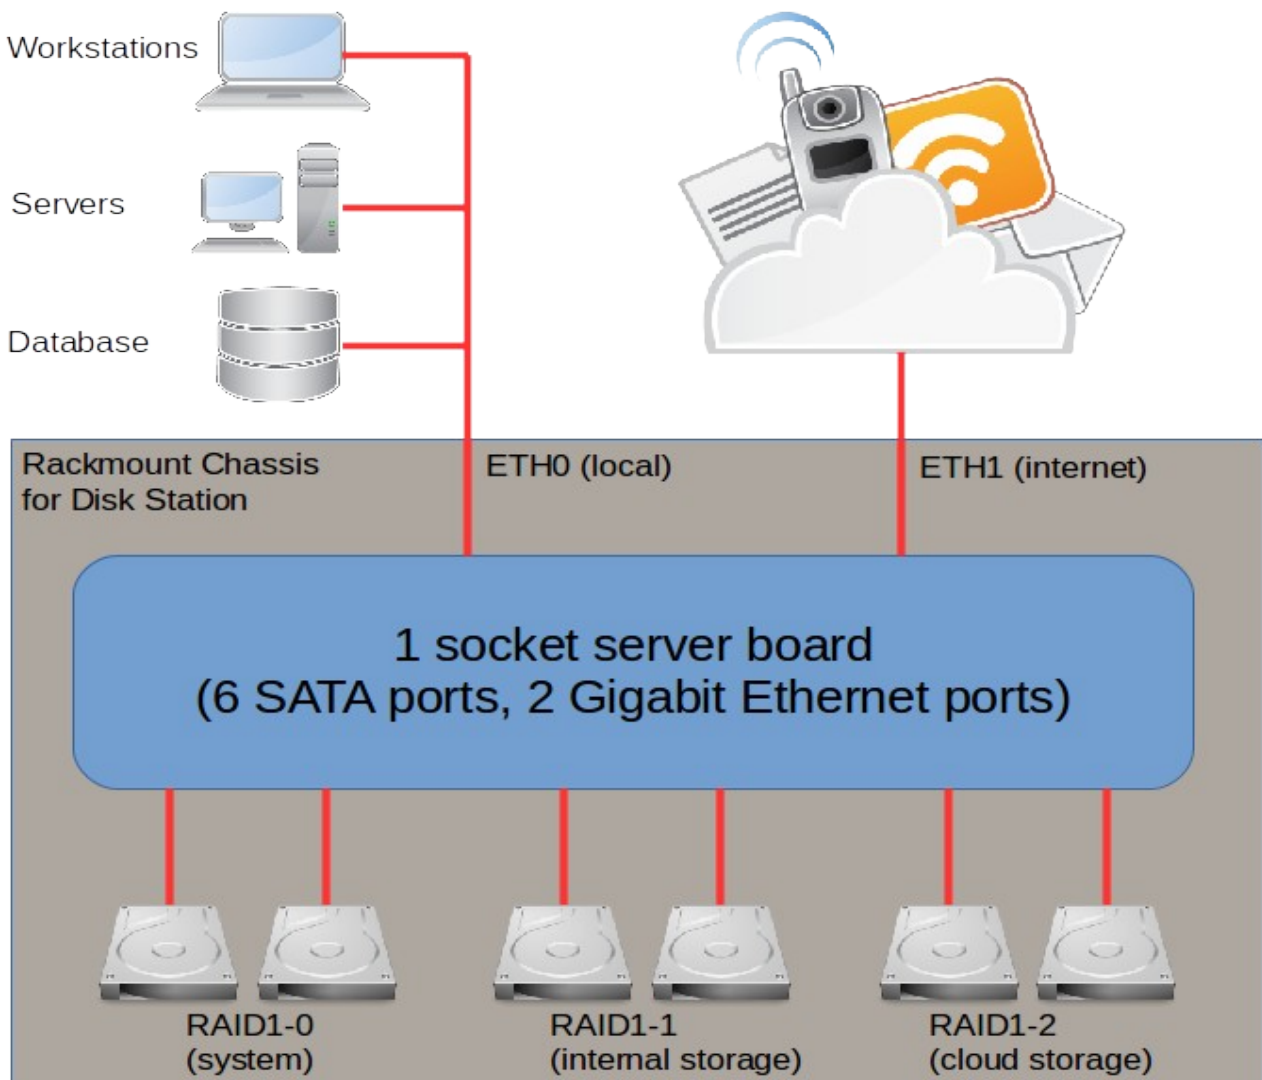 Workstations
Servers
Database
Rackmount Chassis
for Disk Station
ETH0 (local)
ETH1 (internet)
1 socket server board
(6 SATA ports, 2 Gigabit Ethernet ports)
RAID1-0
(system)
RAID1-1
(internal storage)
RAID1-2
(cloud storage)